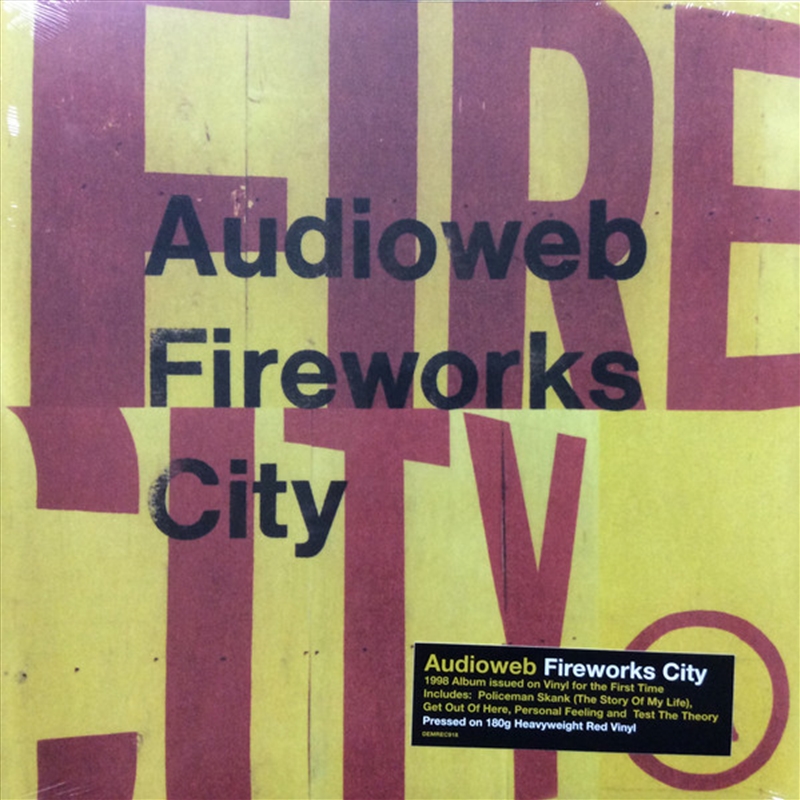 FIRE
Audioweb
Fireworks
CITY
City
Audioweb Fireworks City
1998 Album issued on Vinyl for the First Time
Includes: Policeman Skank (The Story Of My Life),
Get Out Of Here, Personal Feeling and Test The Theory
Pressed on 180g Heavyweight Red Vinyl
DEMREC918